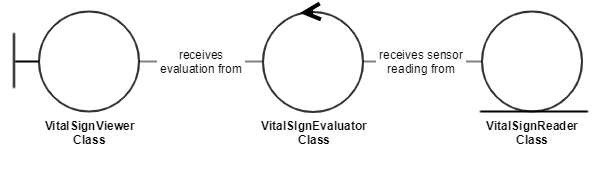 receives
evaluation from
receives sensor
reading from
VitalSignViewer
Class
VitalSIgnEvaluator
Class
VitalSignReader
Class